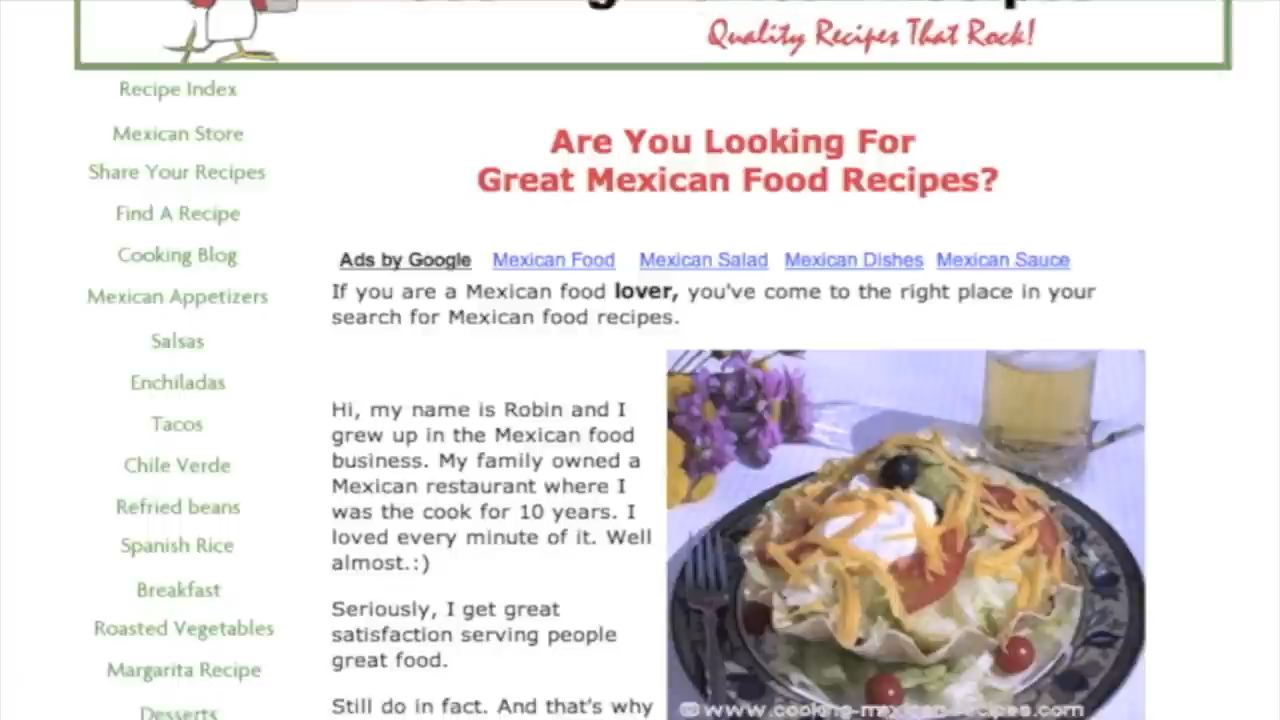 Quality Recipes That Rock!
Recipe Index
Mexican Store
Share Your Recipes
Find A Recipe
Cooking Blog
Mexican Appetizers
Salsas
Enchiladas
Tacos
Chile Verde
Refried beans
Spanish Rice
Breakfast
Roasted Vegetables
Margarita Recipe
Desserts
Are You Looking For
Great Mexican Food Recipes?
Ads by Google Mexican Food Mexican Salad Mexican Dishes Mexican Sauce
If you are a Mexican food lover, you've come to the right place in your
search for Mexican food recipes.
Hi, my name is Robin and I
grew up in the Mexican food
business. My family owned a
Mexican restaurant where I
was the cook for 10 years. I
loved every minute of it. Well
almost.:)
Seriously, I get great
satisfaction serving people
great food.
Still do in fact. And that's why
© www.cooking-mexican-recipes.com